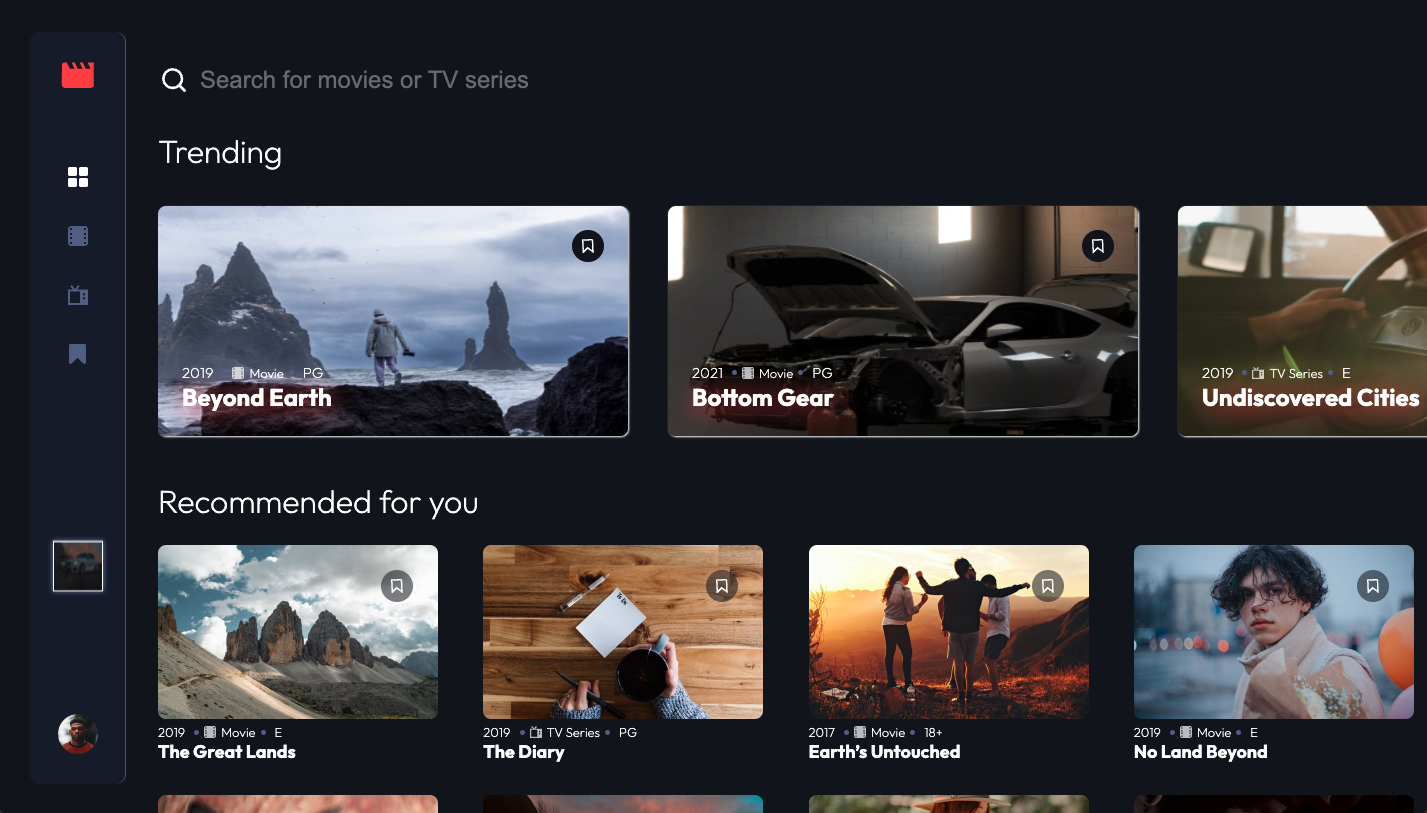 Search for movies or TV series
Trending
2019 Movie PG
Beyond Earth
2021 • Movie • PG
Bottom Gear
2019 • TV Series • E
Undiscovered Cities
Recommended for you
To Do
2019 • Movie • E
The Great Lands
2019 • TV Series • PG
The Diary
2017 • Movie • 18+
Earth’s Untouched
2019 • Movie • E
No Land Beyond